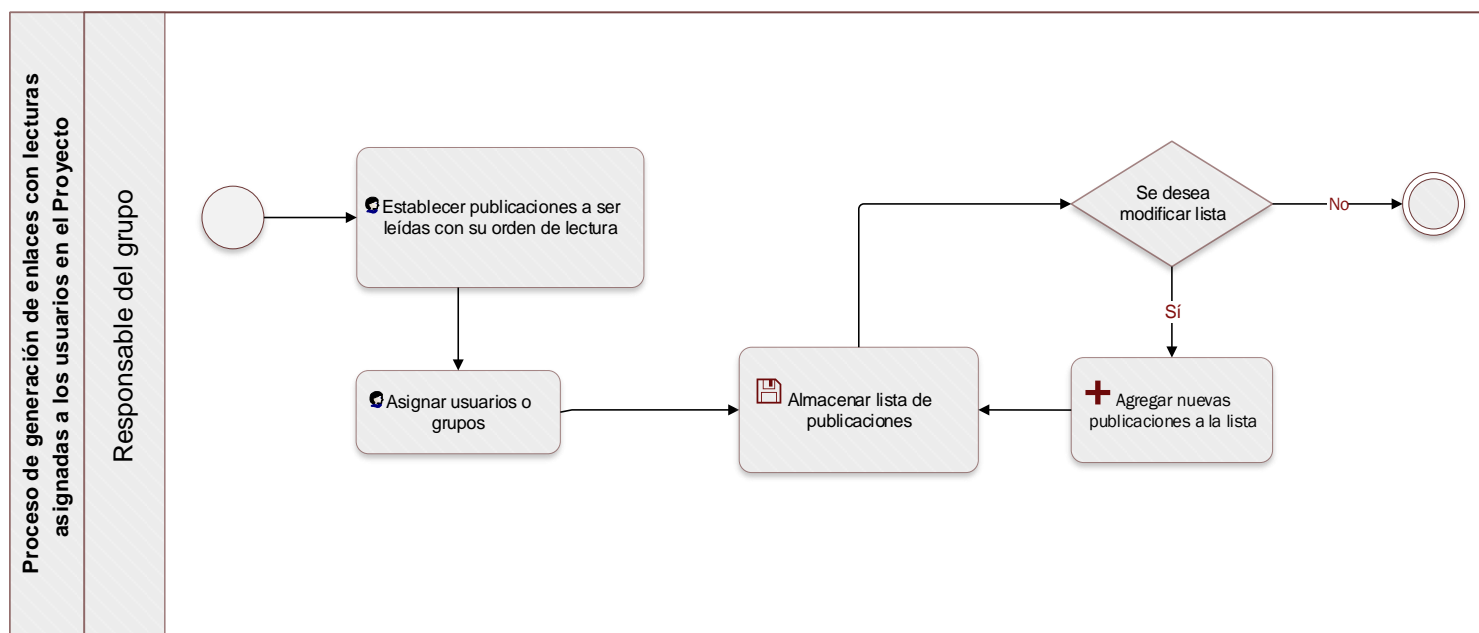 Proceso de generación de enlaces con lecturas
asignadas a los usuarios en el Proyecto
Responsable del grupo
Establecer publicaciones a ser
leídas con su orden de lectura
Asignar usuarios o
grupos
Almacenar lista de
publicaciones
Se desea
modificar lista
No
Sí
Agregar nuevas
publicaciones a la lista